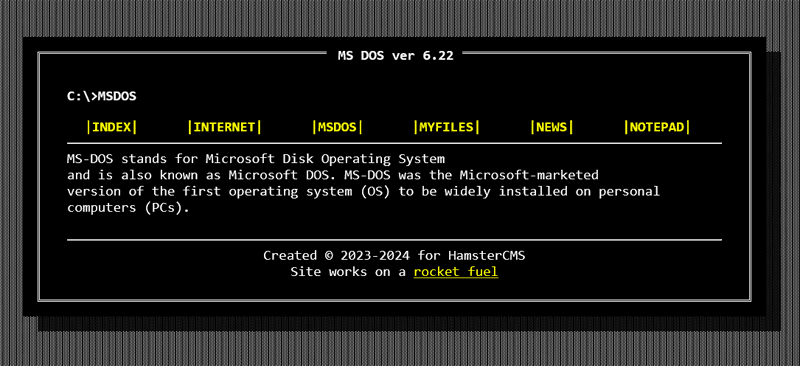 MS DOS ver 6.22
C:\>MSDOS
|INDEX| |INTERNET| |MSDOS| |MYFILES| |NEWS| |NOTEPAD|
MS-DOS stands for Microsoft Disk Operating System
and is also known as Microsoft DOS. MS-DOS was the Microsoft-marketed
version of the first operating system (OS) to be widely installed on personal
computers (PCs).
Created © 2023-2024 for HamsterCMS
Site works on a rocket fuel